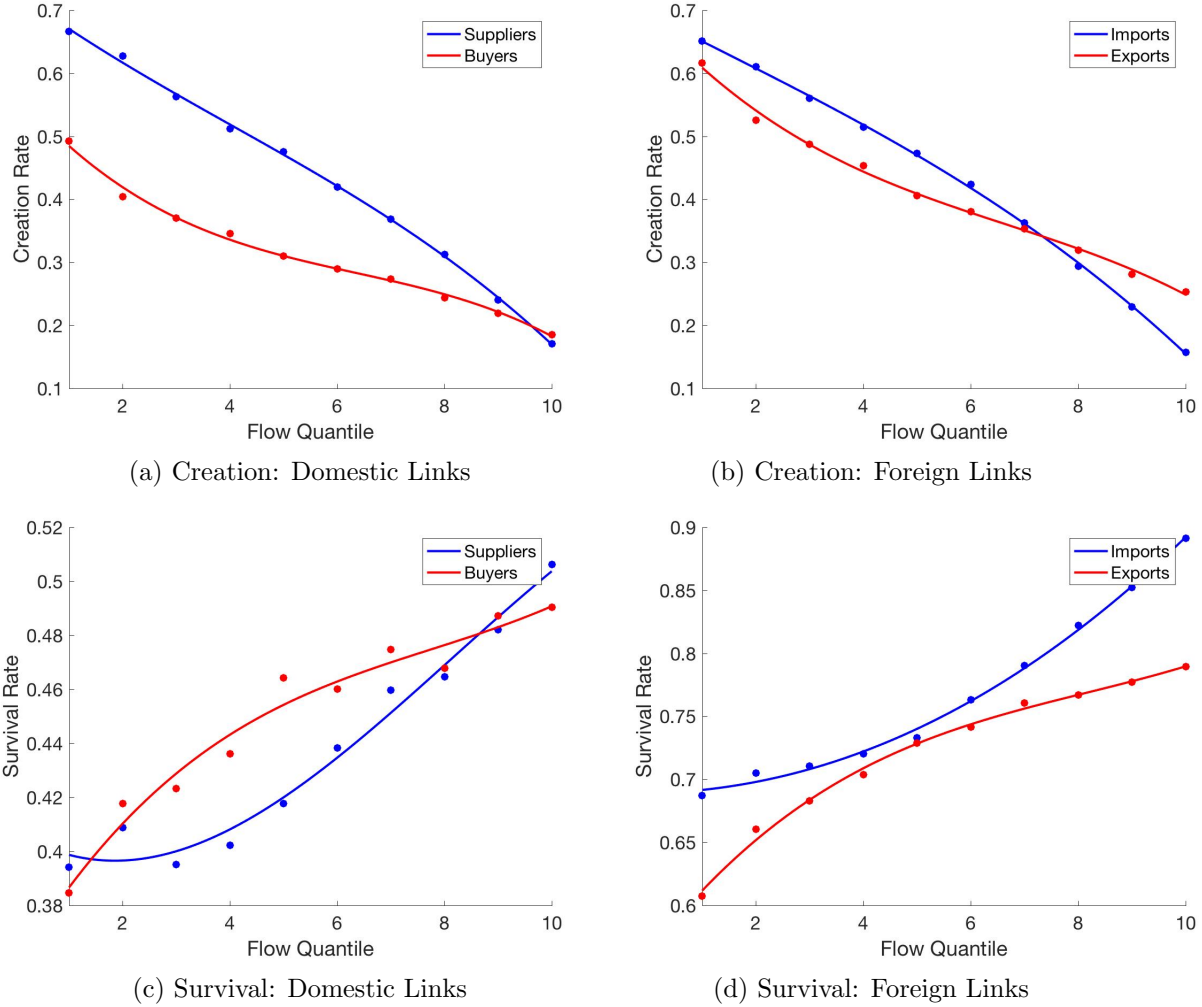 0.7
0.6
0.5
0.4
0.3
0.2
0.1
Creation Rate
2 4 6 8 10
Flow Quantile
Suppliers
Buyers
(a) Creation: Domestic Links
0.7
0.6
0.5
0.4
0.3
0.2
0.1
Creation Rate
2 4 6 8 10
Flow Quantile
Imports
Exports
(b) Creation: Foreign Links
0.52
0.5
0.48
0.46
0.44
0.42
0.4
0.38
Survival Rate
2 4 6 8 10
Flow Quantile
Suppliers
Buyers
(c) Survival: Domestic Links
0.9
0.85
0.8
0.75
0.7
0.65
0.6
Survival Rate
2 4 6 8 10
Flow Quantile
Imports
Exports
(d) Survival: Foreign Links